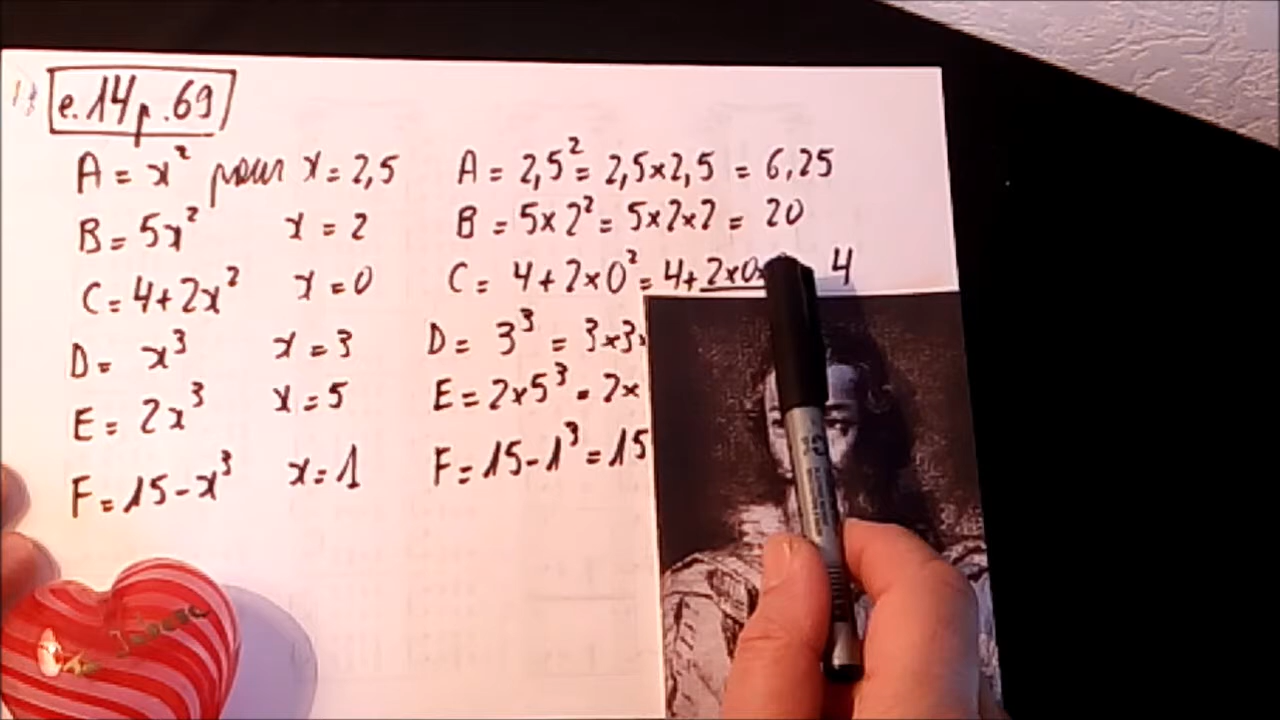 e.14p.69
A = x² pour x = 2,5 A = 2,5² = 2,5×2,5 = 6,25
B = 5x² x = 2 B = 5×2² = 5×2×2 = 20
C = 4+2x² x = 0 C = 4+2×0² = 4+2×0× 4
D = x³ x = 3 D = 3³ = 3×3×
E = 2x³ x = 5 E = 2×5³ = 2×
F = 15-x³ x = 1 F = 15-1³ = 15